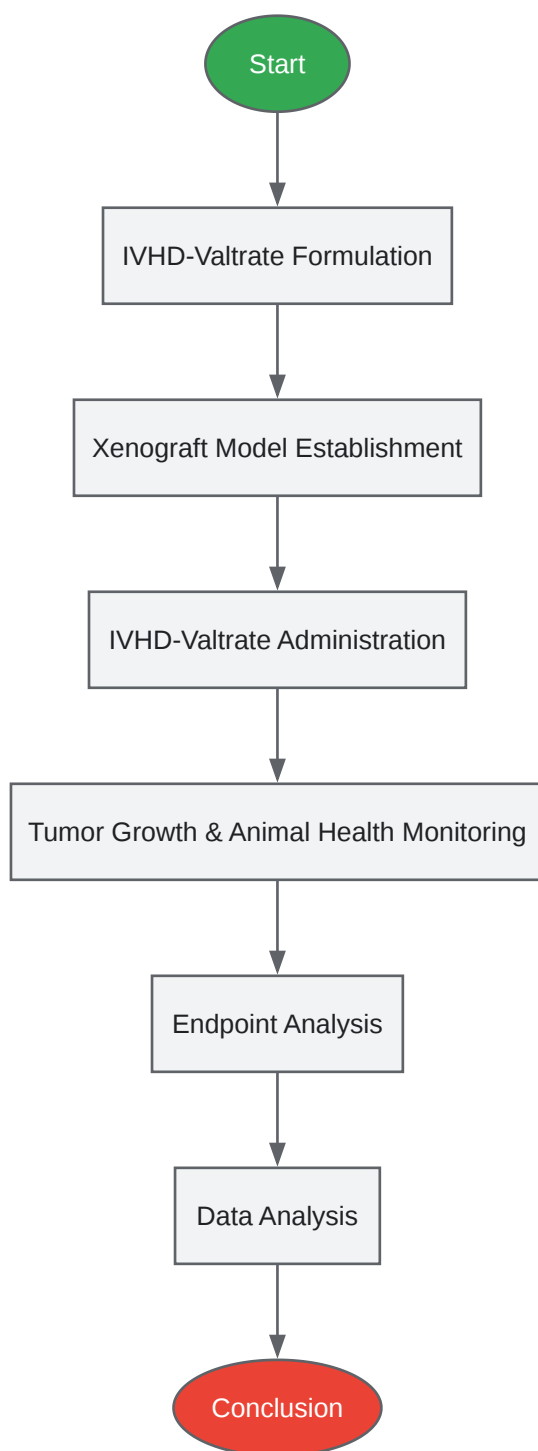 Start
IVHD-Valtrate Formulation
Xenograft Model Establishment
IVHD-Valtrate Administration
Tumor Growth & Animal Health Monitoring
Endpoint Analysis
Data Analysis
Conclusion